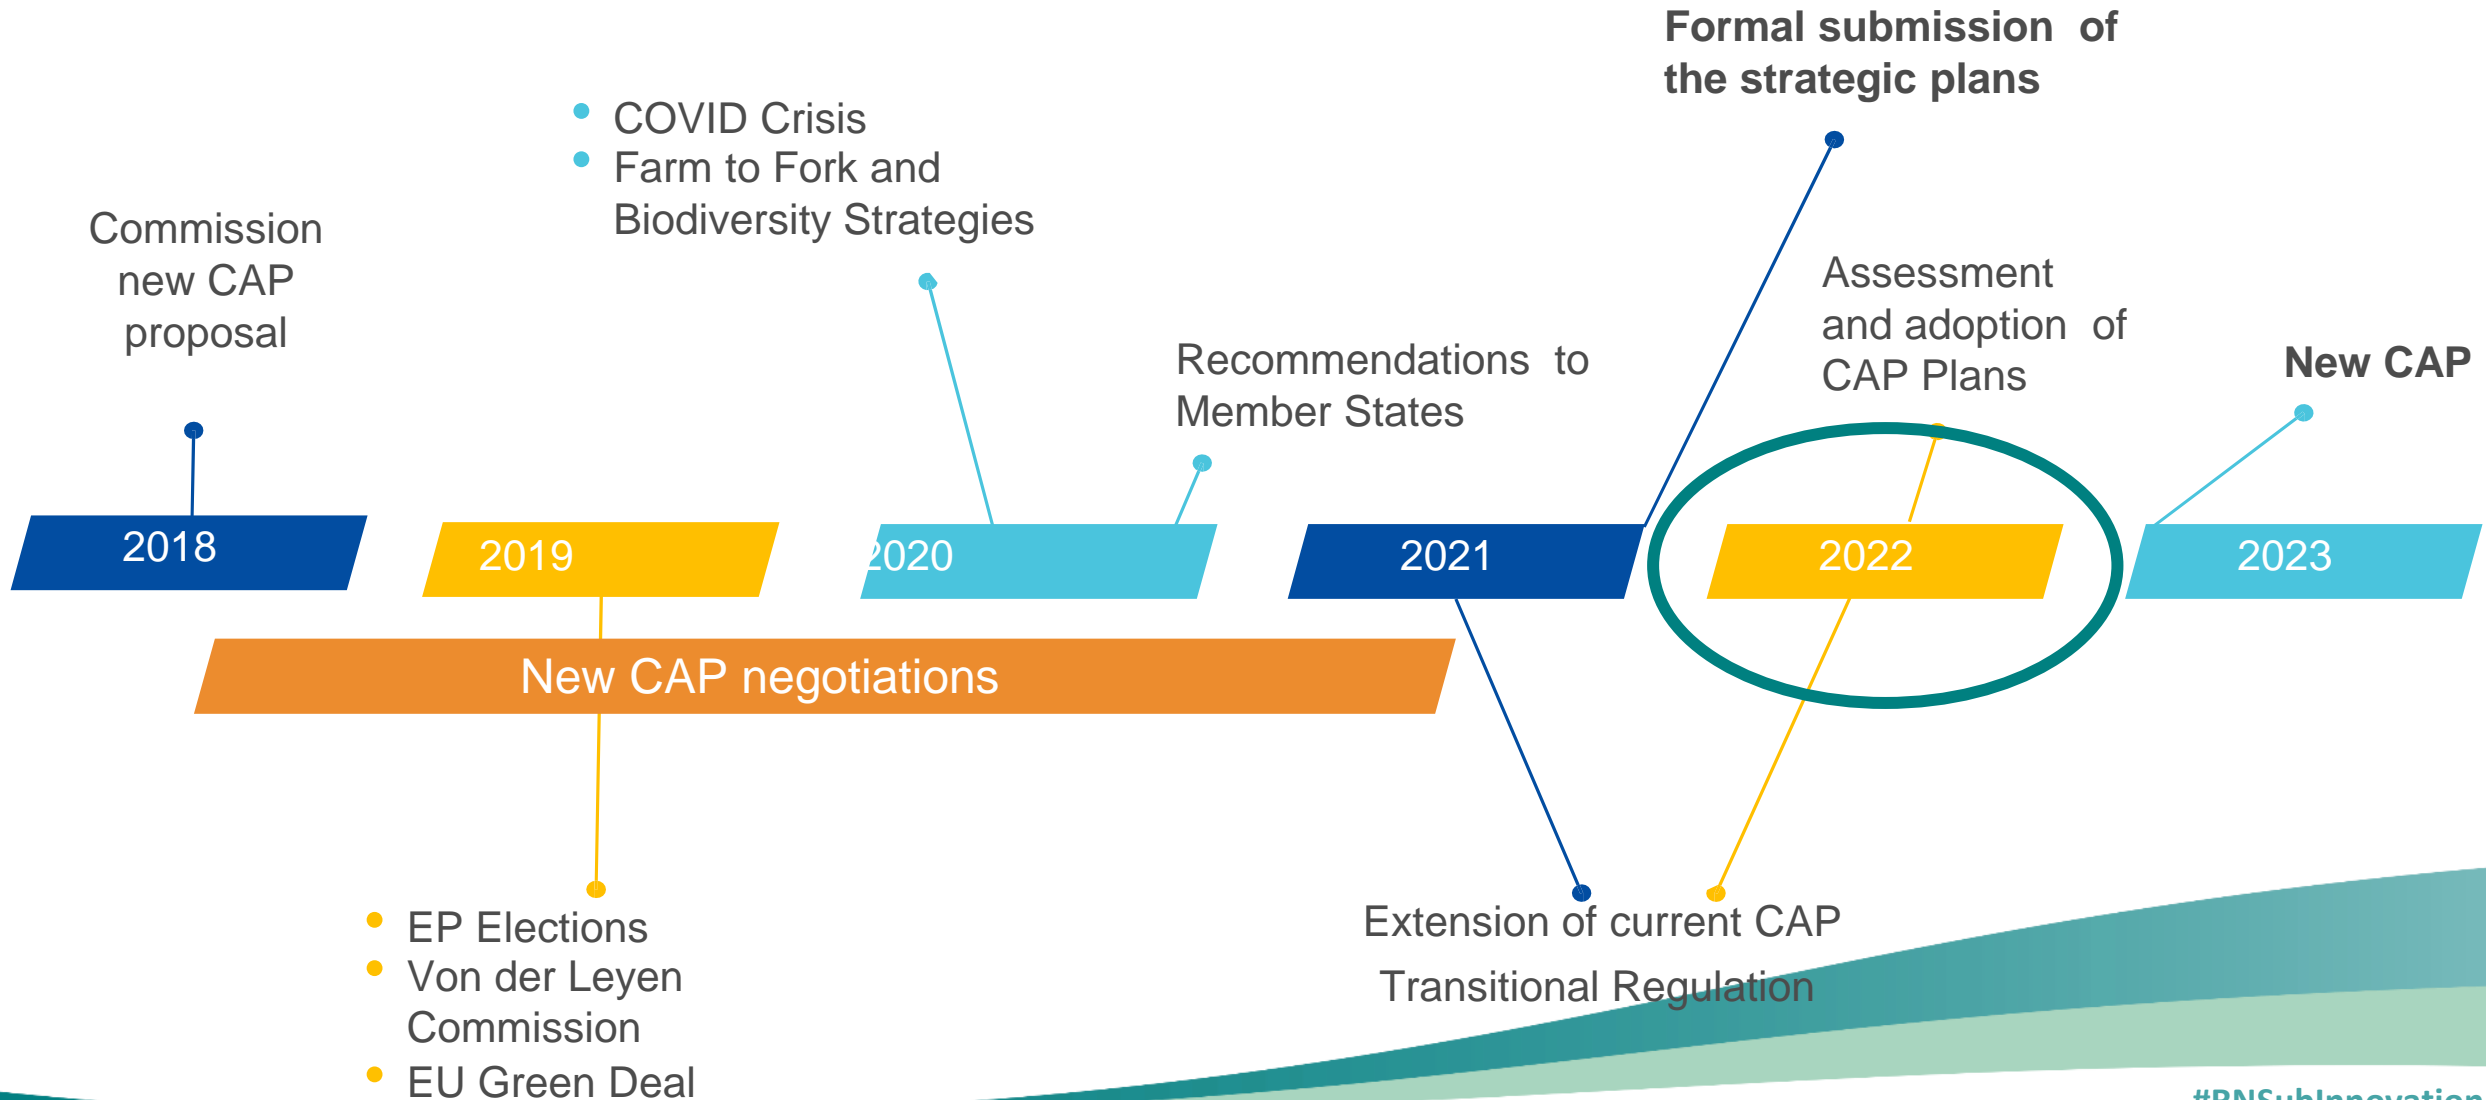 Formal submission of
the strategic plans
COVID Crisis
Farm to Fork and
Biodiversity Strategies
Commission
new CAP
proposal
Recommendations to
Member States
Assessment
and adoption of
CAP Plans
New CAP
2018
2019
2020
2021
2022
2023
New CAP negotiations
EP Elections
Von der Leyen
Commission
EU Green Deal
Extension of current CAP
Transitional Regulation
#RNSubInnovation